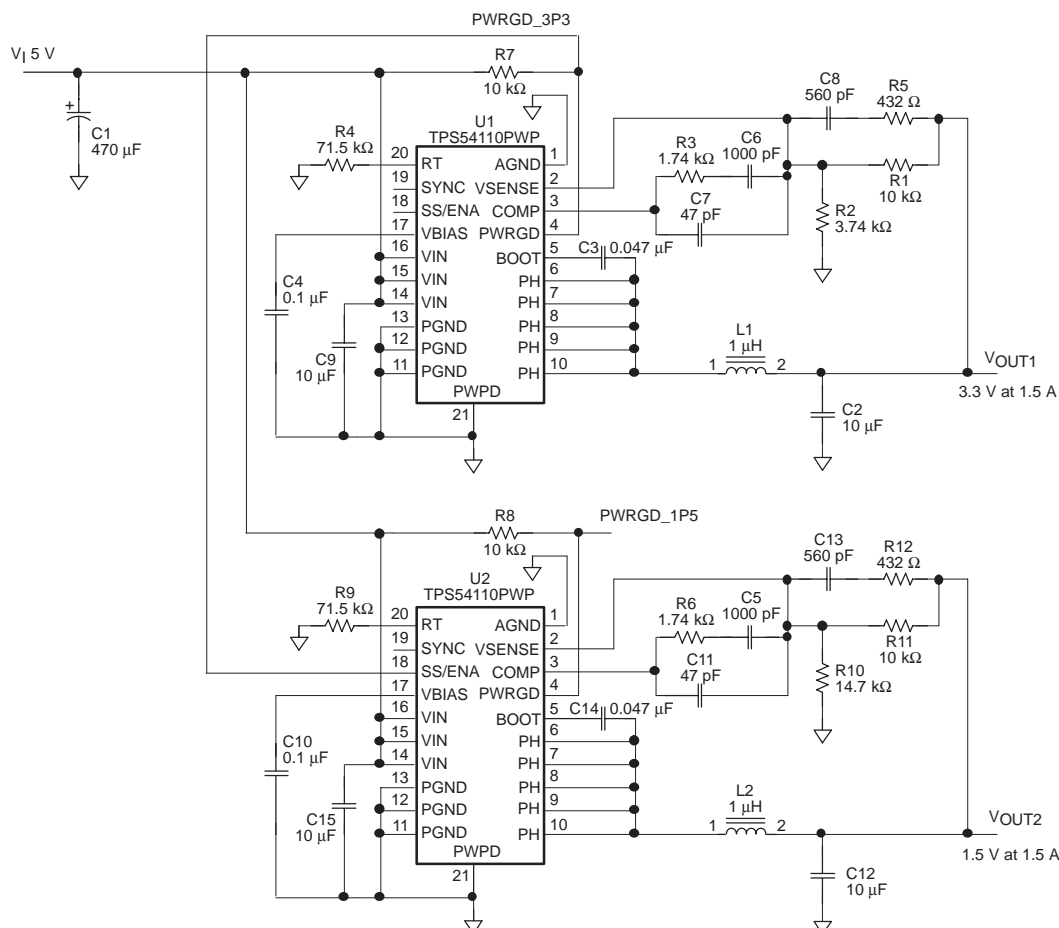 PWRGD_3P3
VI 5 V
R7
10 kΩ
C1
470 µF
+
U1
TPS54110PWP
R4
71.5 kΩ
20 RT
19 SYNC
18 SS/ENA
17 VBIAS
16 VIN
15 VIN
14 VIN
13 PGND
12 PGND
11 PGND
AGND 1
VSENSE 2
COMP 3
PWRGD 4
BOOT 5
PH 6
PH 7
PH 8
PH 9
PH 10
PWPD
21
C4
0.1 µF
C9
10 µF
C3 0.047 µF
R3
1.74 kΩ
C6
1000 pF
C7
47 pF
C8
560 pF
R5
432 Ω
R1
10 kΩ
R2
3.74 kΩ
L1
1 µH
1 2
C2
10 µF
VOUT1
3.3 V at 1.5 A
R8
10 kΩ
PWRGD_1P5
U2
TPS54110PWP
R9
71.5 kΩ
20 RT
19 SYNC
18 SS/ENA
17 VBIAS
16 VIN
15 VIN
14 VIN
13 PGND
12 PGND
11 PGND
AGND 1
VSENSE 2
COMP 3
PWRGD 4
BOOT 5
PH 6
PH 7
PH 8
PH 9
PH 10
PWPD
21
C10
0.1 µF
C15
10 µF
C14 0.047 µF
R6
1.74 kΩ
C5
1000 pF
C11
47 pF
C13
560 pF
R12
432 Ω
R11
10 kΩ
R10
14.7 kΩ
L2
1 µH
1 2
C12
10 µF
VOUT2
1.5 V at 1.5 A